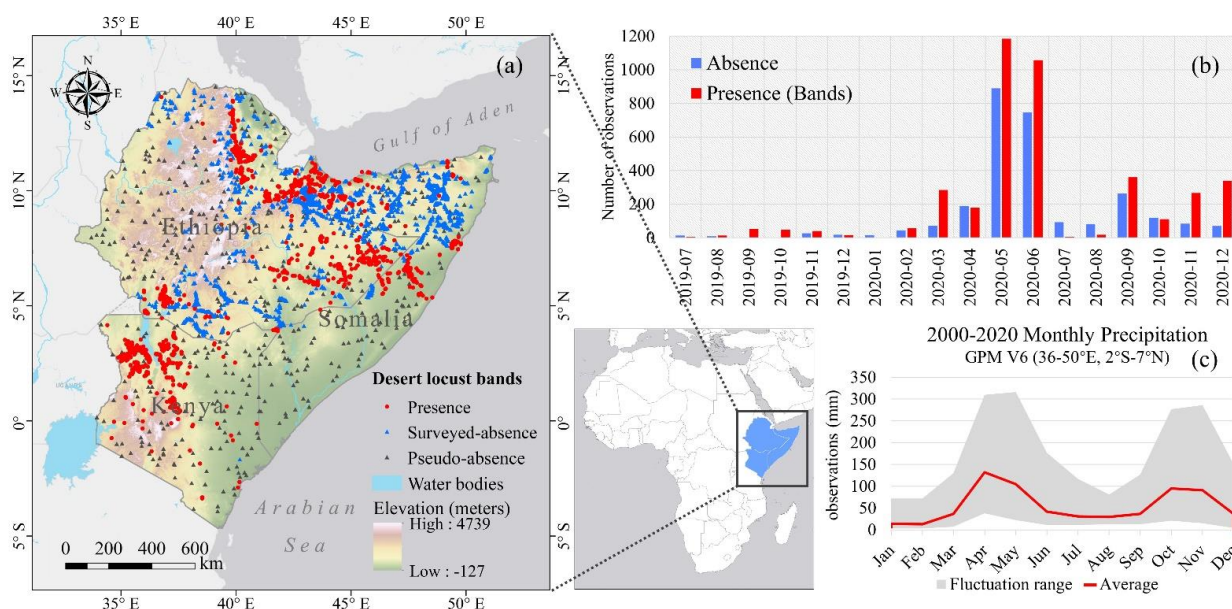 35° E 40° E 45° E 50° E
(a)
15° N
10° N
5° N
0°
5° S
N
W E
S
Gulf of Aden
Ethiopia
Somalia
Kenya
UGANDA
Arabian
Sea
Desert locust bands
Presence
Surveyed-absence
Pseudo-absence
Water bodies
Elevation (meters)
High : 4739
Low : -127
0 200 400 600
km
35° E 40° E 45° E 50° E
(b)
Number of observations
1200
1000
800
600
400
200
0
Absence
Presence (Bands)
2019-07
2019-08
2019-09
2019-10
2019-11
2019-12
2020-01
2020-02
2020-03
2020-04
2020-05
2020-06
2020-07
2020-08
2020-09
2020-10
2020-11
2020-12
2000-2020 Monthly Precipitation
GPM V6 (36-50°E, 2°S-7°N)
(c)
observations (mm)
350
300
250
200
150
100
50
0
Jan
Feb
Mar
Apr
May
Jun
Jul
Aug
Sep
Oct
Nov
Dec
Fluctuation range
Average